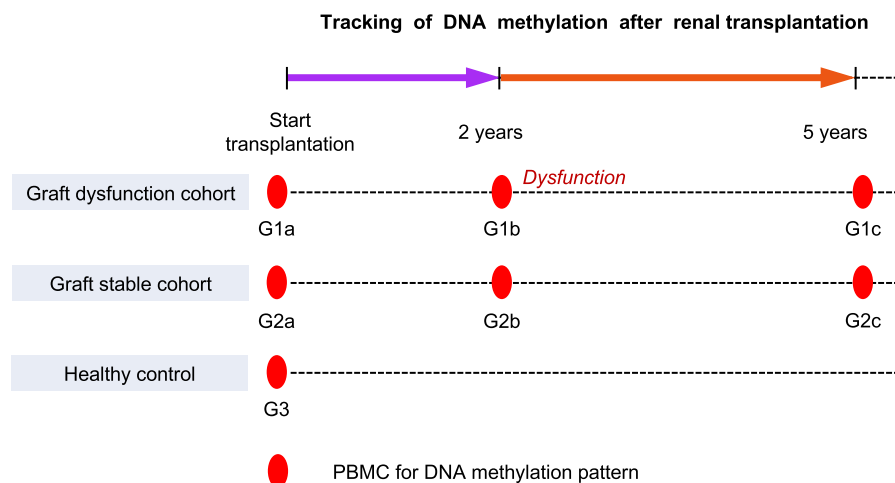 Tracking of DNA methylation after renal transplantation
Start
transplantation
2 years
5 years
Graft dysfunction cohort
Dysfunction
G1a
G1b
G1c
Graft stable cohort
G2a
G2b
G2c
Healthy control
G3
PBMC for DNA methylation pattern